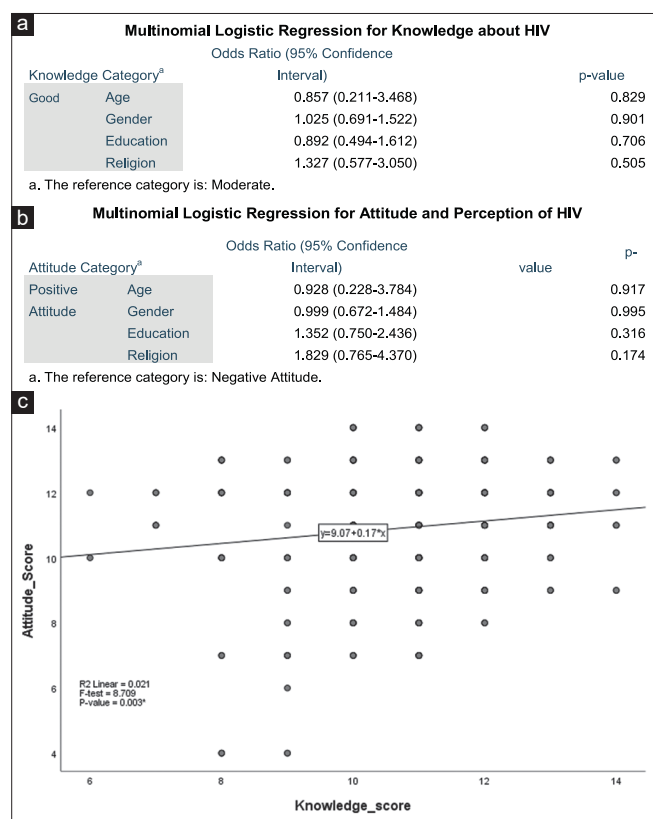 a
Multinomial Logistic Regression for Knowledge about HIV
Odds Ratio (95% Confidence
Knowledge Category^a Interval) p-value
Good Age 0.857 (0.211-3.468) 0.829
Gender 1.025 (0.691-1.522) 0.901
Education 0.892 (0.494-1.612) 0.706
Religion 1.327 (0.577-3.050) 0.505
a. The reference category is: Moderate.
b
Multinomial Logistic Regression for Attitude and Perception of HIV
Odds Ratio (95% Confidence p-
Attitude Category^a Interval) value
Positive Age 0.928 (0.228-3.784) 0.917
Attitude Gender 0.999 (0.672-1.484) 0.995
Education 1.352 (0.750-2.436) 0.316
Religion 1.829 (0.765-4.370) 0.174
a. The reference category is: Negative Attitude.
c
14
12
10
8
6
4
Attitude_Score
y=9.07+0.17*x
R2 Linear = 0.021
F-test = 8.709
P-value = 0.003*
6 8 10 12 14
Knowledge_score